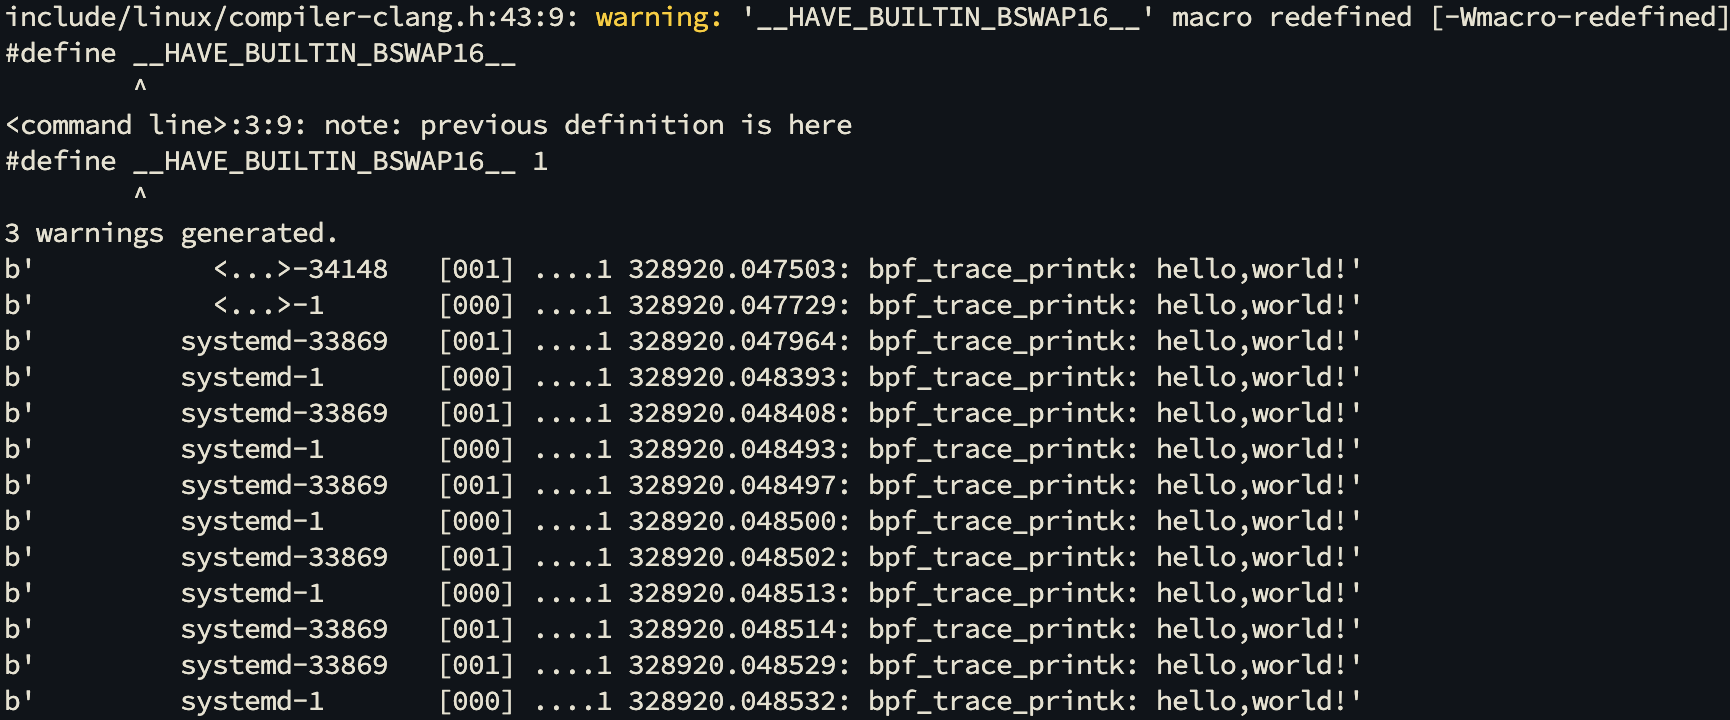 include/linux/compiler-clang.h:43:9: warning: '__HAVE_BUILTIN_BSWAP16__' macro redefined [-Wmacro-redefined]
#define __HAVE_BUILTIN_BSWAP16__
        ^
<command line>:3:9: note: previous definition is here
#define __HAVE_BUILTIN_BSWAP16__ 1
        ^
3 warnings generated.
b'           <...>-34148   [001] ....1 328920.047503: bpf_trace_printk: hello,world!'
b'           <...>-1       [000] ....1 328920.047729: bpf_trace_printk: hello,world!'
b'         systemd-33869   [001] ....1 328920.047964: bpf_trace_printk: hello,world!'
b'         systemd-1       [000] ....1 328920.048393: bpf_trace_printk: hello,world!'
b'         systemd-33869   [001] ....1 328920.048408: bpf_trace_printk: hello,world!'
b'         systemd-1       [000] ....1 328920.048493: bpf_trace_printk: hello,world!'
b'         systemd-33869   [001] ....1 328920.048497: bpf_trace_printk: hello,world!'
b'         systemd-1       [000] ....1 328920.048500: bpf_trace_printk: hello,world!'
b'         systemd-33869   [001] ....1 328920.048502: bpf_trace_printk: hello,world!'
b'         systemd-1       [000] ....1 328920.048513: bpf_trace_printk: hello,world!'
b'         systemd-33869   [001] ....1 328920.048514: bpf_trace_printk: hello,world!'
b'         systemd-33869   [001] ....1 328920.048529: bpf_trace_printk: hello,world!'
b'         systemd-1       [000] ....1 328920.048532: bpf_trace_printk: hello,world!'